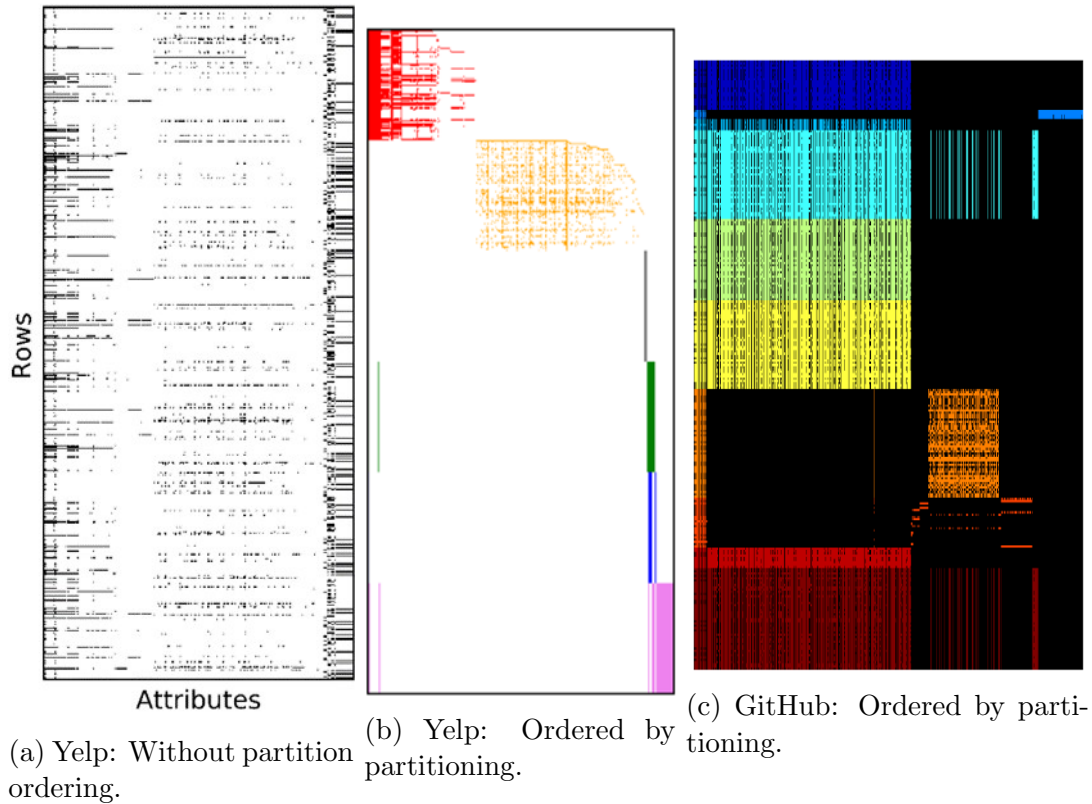 Rows
Attributes
(a) Yelp: Without partition
ordering.
(b) Yelp: Ordered by
partitioning.
(c) GitHub: Ordered by parti-
tioning.